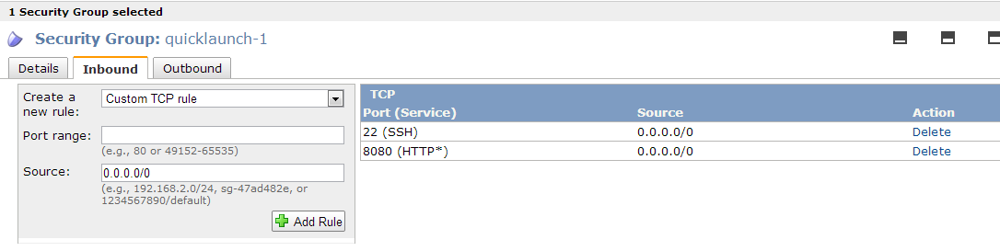 1 Security Group selected
Security Group: quicklaunch-1
Details Inbound Outbound
Create a new rule: Custom TCP rule
Port range:
(e.g., 80 or 49152-65535)
Source: 0.0.0.0/0
(e.g., 192.168.2.0/24, sg-47ad482e, or
1234567890/default)
Add Rule
TCP
Port (Service) Source Action
22 (SSH) 0.0.0.0/0 Delete
8080 (HTTP*) 0.0.0.0/0 Delete